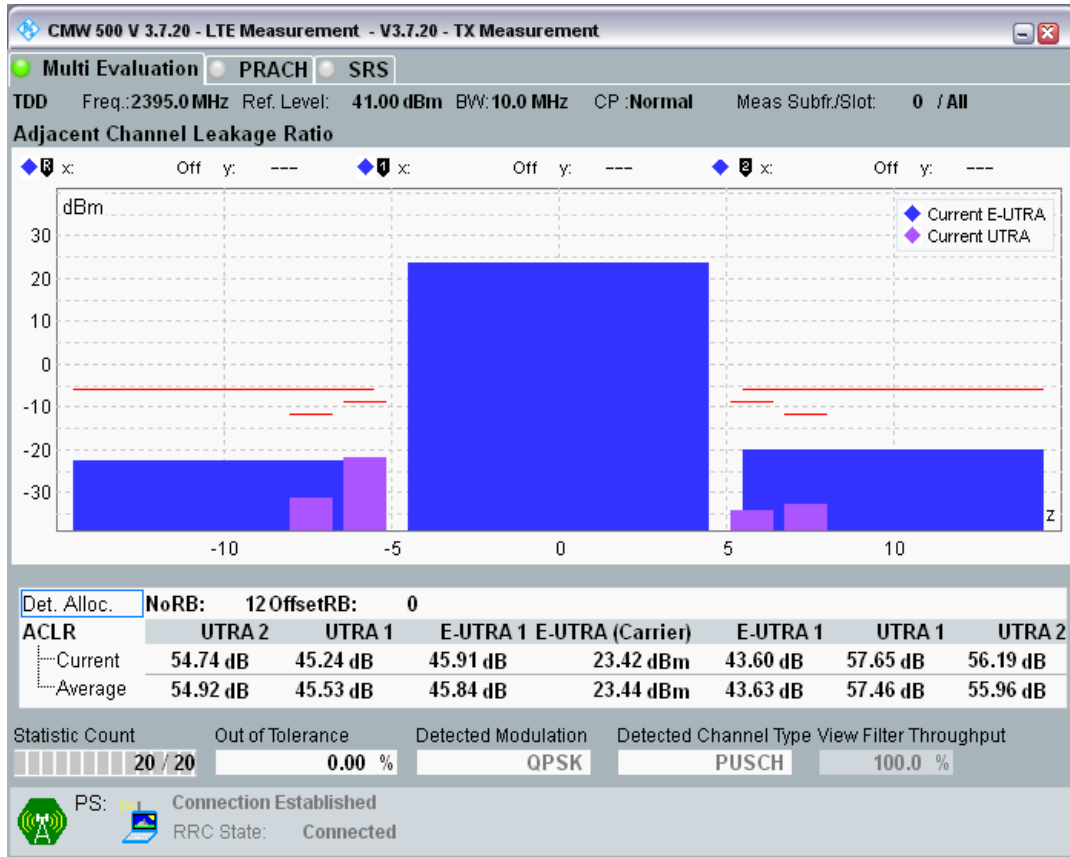 CMW 500 V 3.7.20 - LTE Measurement - V3.7.20 - TX Measurement
Multi Evaluation PRACH SRS
TDD Freq.:2395.0 MHz Ref. Level: 41.00 dBm BW:10.0 MHz CP :Normal Meas Subfr./Slot: 0 / All
Adjacent Channel Leakage Ratio
R x: Off y: --- 1 x: Off y: --- 2 x: Off y: ---
dBm
Current E-UTRA
Current UTRA
30
20
10
0
-10
-20
-30
z
-10 -5 0 5 10
Det. Alloc. NoRB: 12 OffsetRB: 0
ACLR UTRA 2 UTRA 1 E-UTRA 1 E-UTRA (Carrier) E-UTRA 1 UTRA 1 UTRA 2
Current 54.74 dB 45.24 dB 45.91 dB 23.42 dBm 43.60 dB 57.65 dB 56.19 dB
Average 54.92 dB 45.53 dB 45.84 dB 23.44 dBm 43.63 dB 57.46 dB 55.96 dB
Statistic Count Out of Tolerance Detected Modulation Detected Channel Type View Filter Throughput
20 / 20 0.00 % QPSK PUSCH 100.0 %
PS: Connection Established
RRC State: Connected